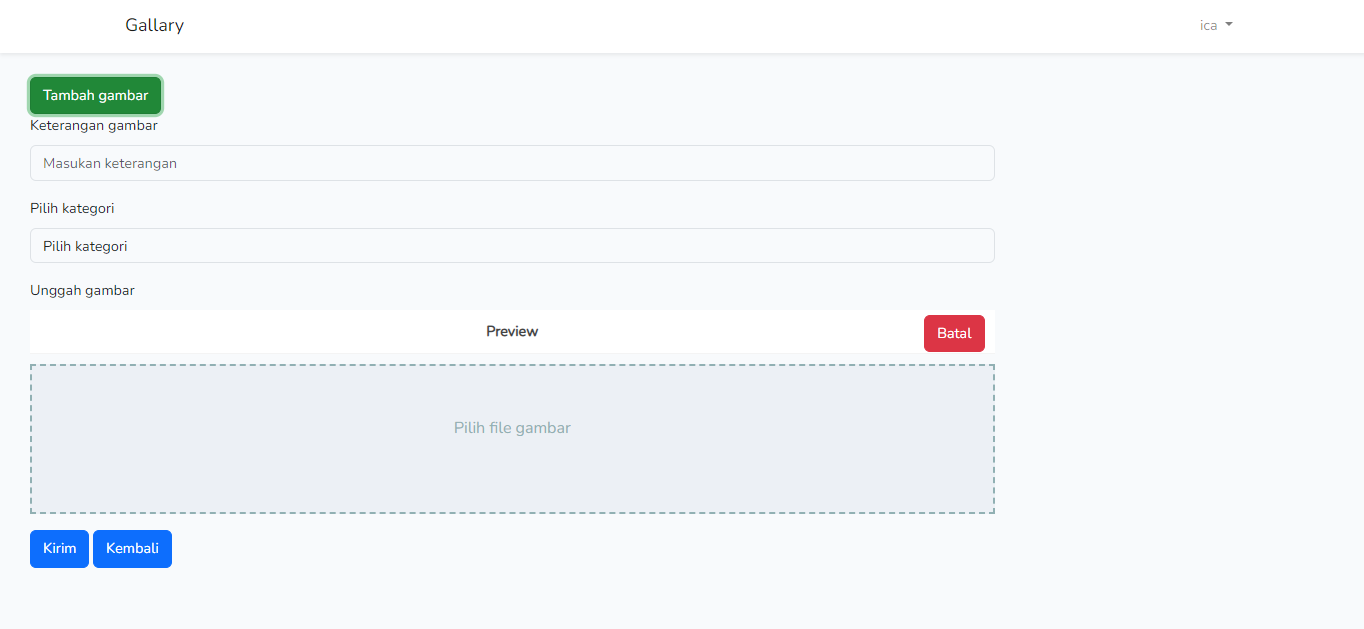 Gallary
ica
Tambah gambar
Keterangan gambar
Masukan keterangan
Pilih kategori
Pilih kategori
Unggah gambar
Preview
Batal
Pilih file gambar
Kirim
Kembali